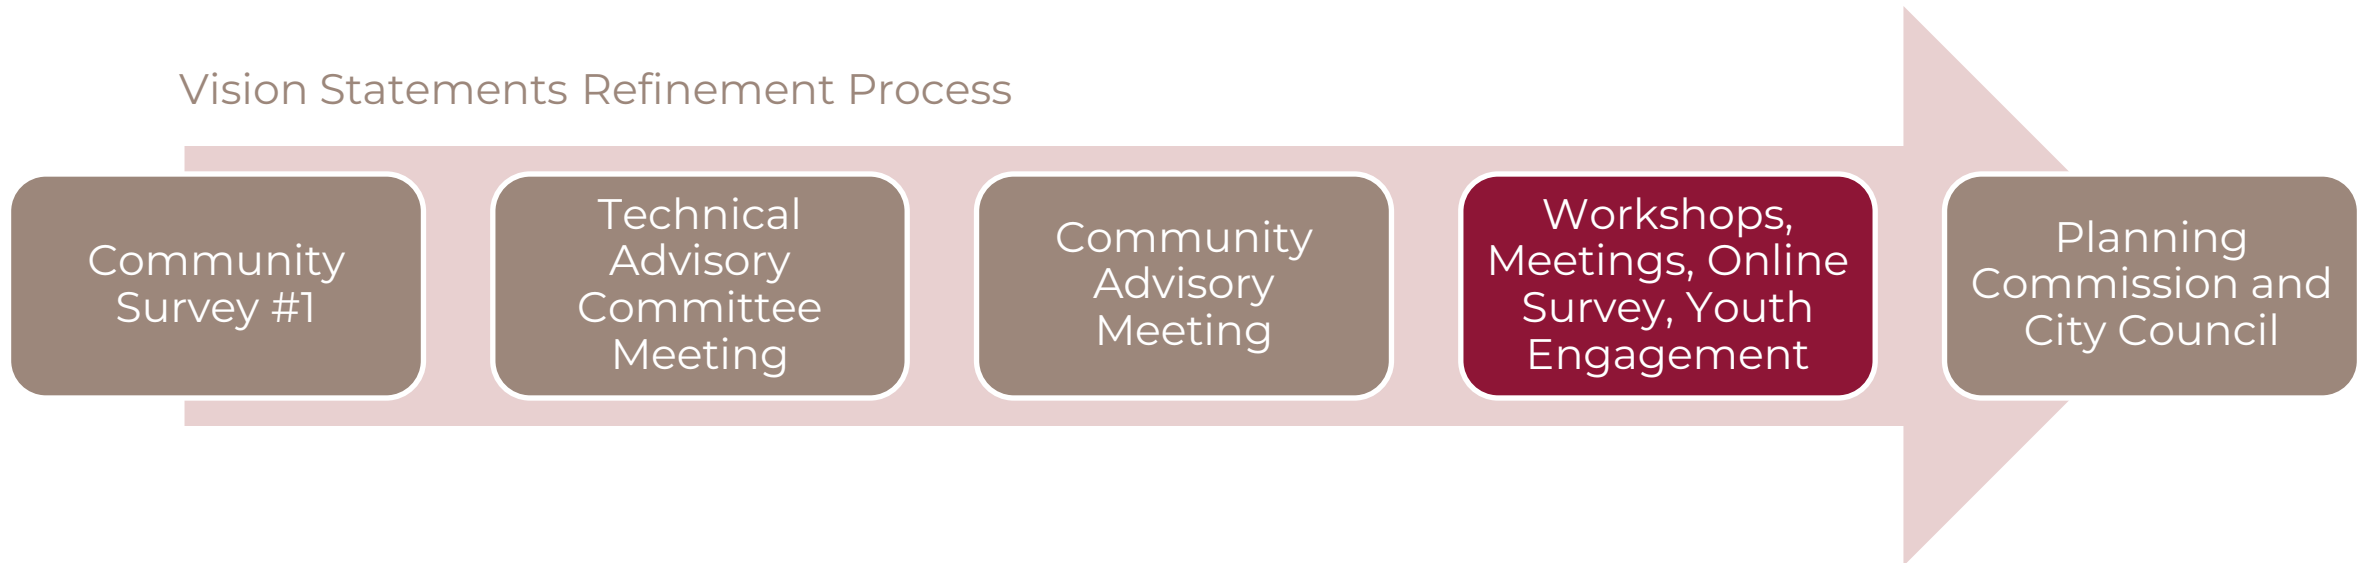 Vision Statements Refinement Process
Community
Survey #1
Technical
Advisory
Committee
Meeting
Community
Advisory
Meeting
Workshops,
Meetings, Online
Survey, Youth
Engagement
Planning
Commission and
City Council